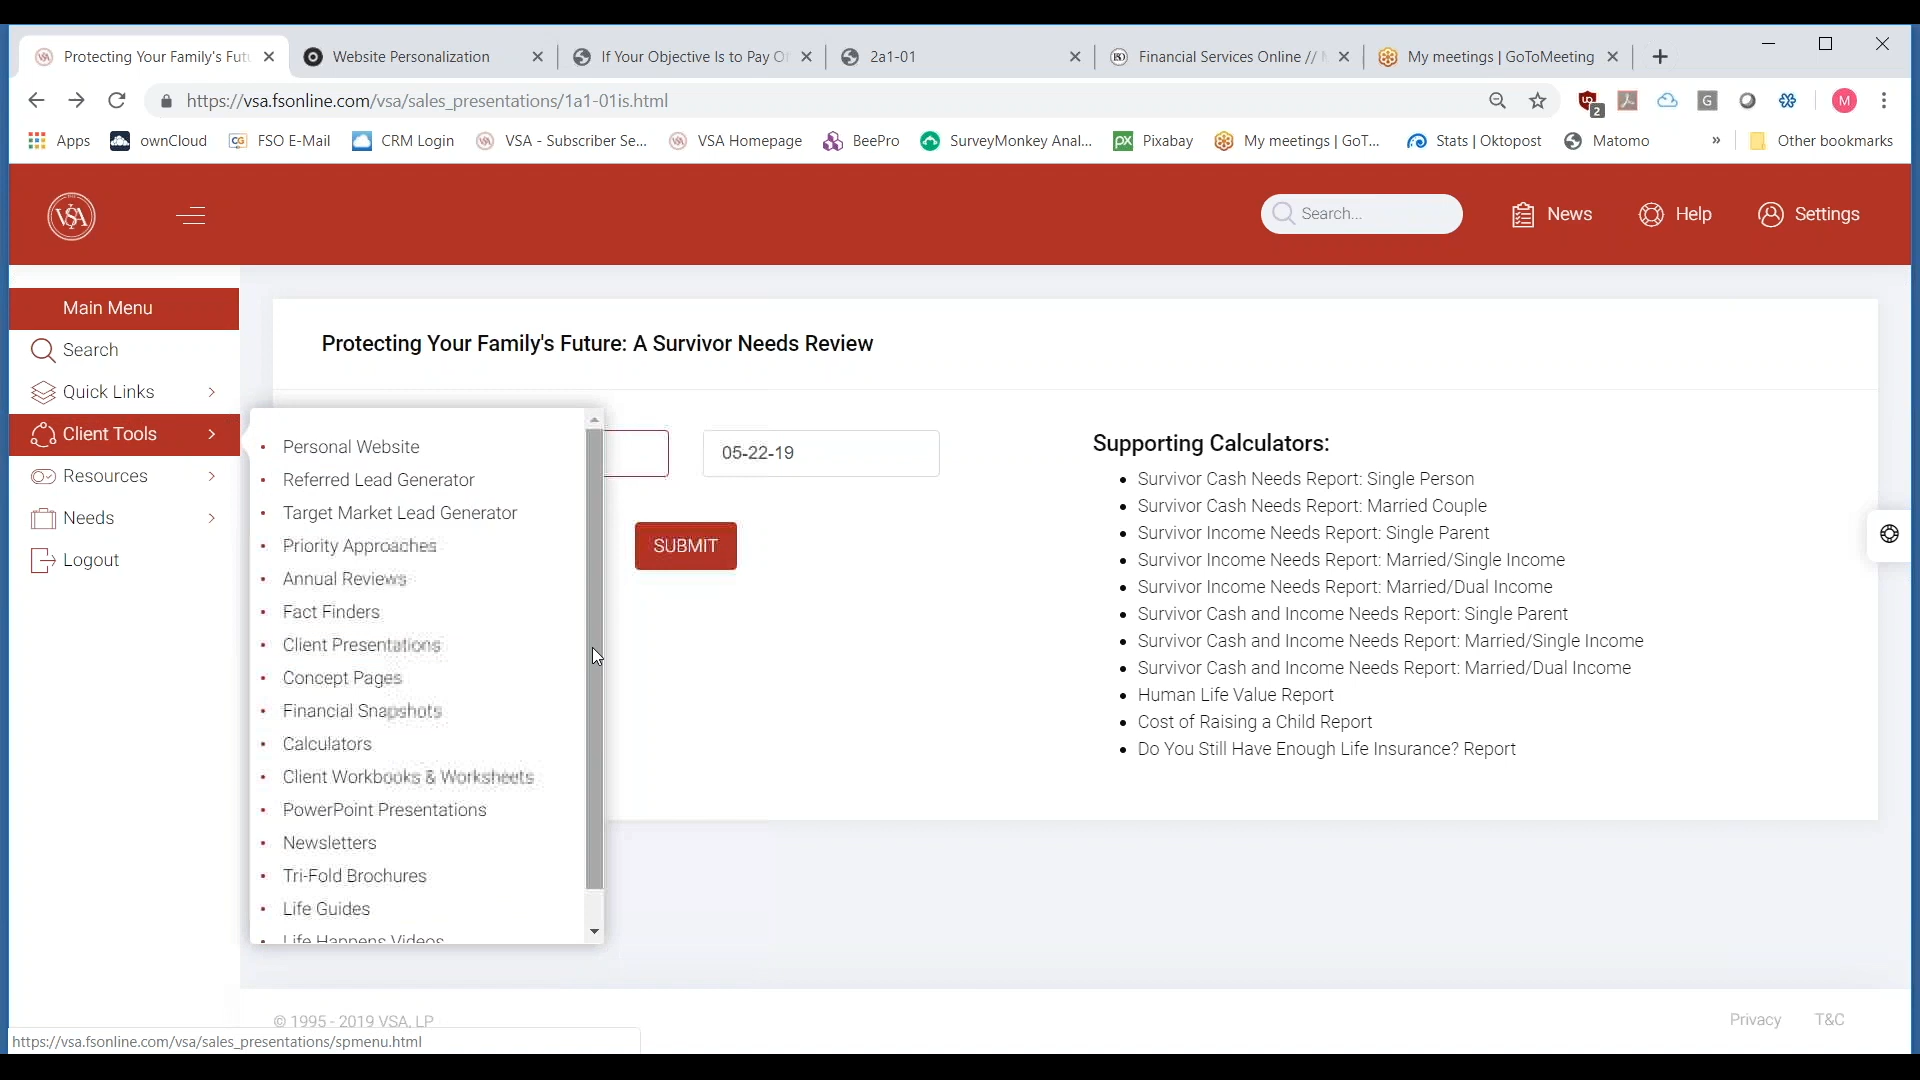 Protecting Your Family's Futu
Website Personalization
If Your Objective Is to Pay O
2a1-01
Financial Services Online //
My meetings | GoToMeeting
https://vsa.fsonline.com/vsa/sales_presentations/1a1-01is.html
2
M
Apps
ownCloud
CG FSO E-Mail
CRM Login
VSA - Subscriber Se...
VSA Homepage
BeePro
SurveyMonkey Anal...
px Pixabay
My meetings | GoT...
Stats | Oktopost
Matomo
»
Other bookmarks
VSA
Search...
News
Help
Settings
Main Menu
Search
Quick Links
Client Tools
Resources
Needs
Logout
Protecting Your Family's Future: A Survivor Needs Review
Personal Website
Referred Lead Generator
Target Market Lead Generator
Priority Approaches
Annual Reviews
Fact Finders
Client Presentations
Concept Pages
Financial Snapshots
Calculators
Client Workbooks & Worksheets
PowerPoint Presentations
Newsletters
Tri-Fold Brochures
Life Guides
Life Happens Videos
05-22-19
SUBMIT
Supporting Calculators:
Survivor Cash Needs Report: Single Person
Survivor Cash Needs Report: Married Couple
Survivor Income Needs Report: Single Parent
Survivor Income Needs Report: Married/Single Income
Survivor Income Needs Report: Married/Dual Income
Survivor Cash and Income Needs Report: Single Parent
Survivor Cash and Income Needs Report: Married/Single Income
Survivor Cash and Income Needs Report: Married/Dual Income
Human Life Value Report
Cost of Raising a Child Report
Do You Still Have Enough Life Insurance? Report
© 1995 - 2019 VSA, LP
Privacy
T&C
https://vsa.fsonline.com/vsa/sales_presentations/spmenu.html